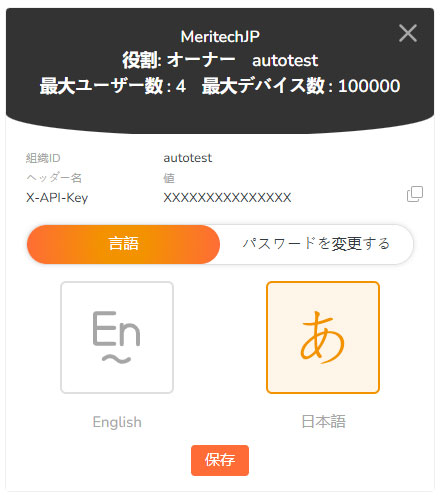 MeritechJP
役割: オーナー　autotest
最大ユーザー数 : 4　最大デバイス数 : 100000
組織ID autotest
ヘッダー名 値
X-API-Key XXXXXXXXXXXXXXX
言語 パスワードを変更する
En あ
English 日本語
保存